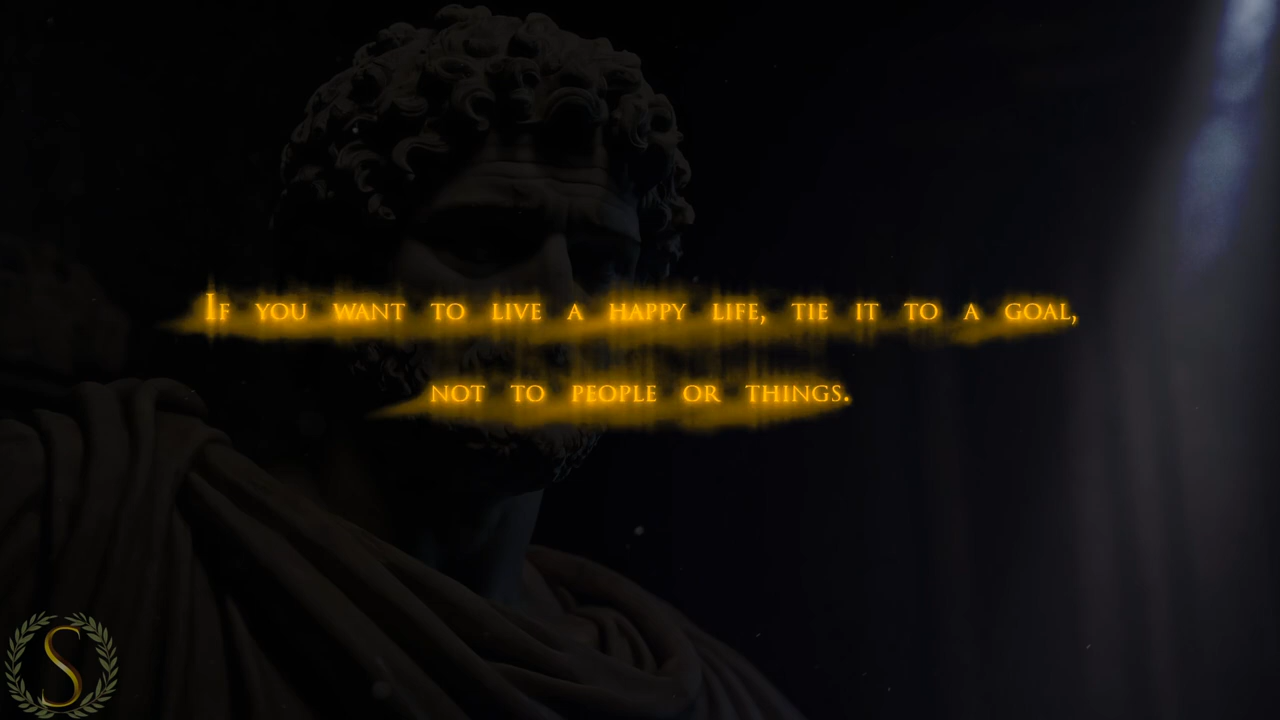 If you want to live a happy life, tie it to a goal,
not to people or things.
S